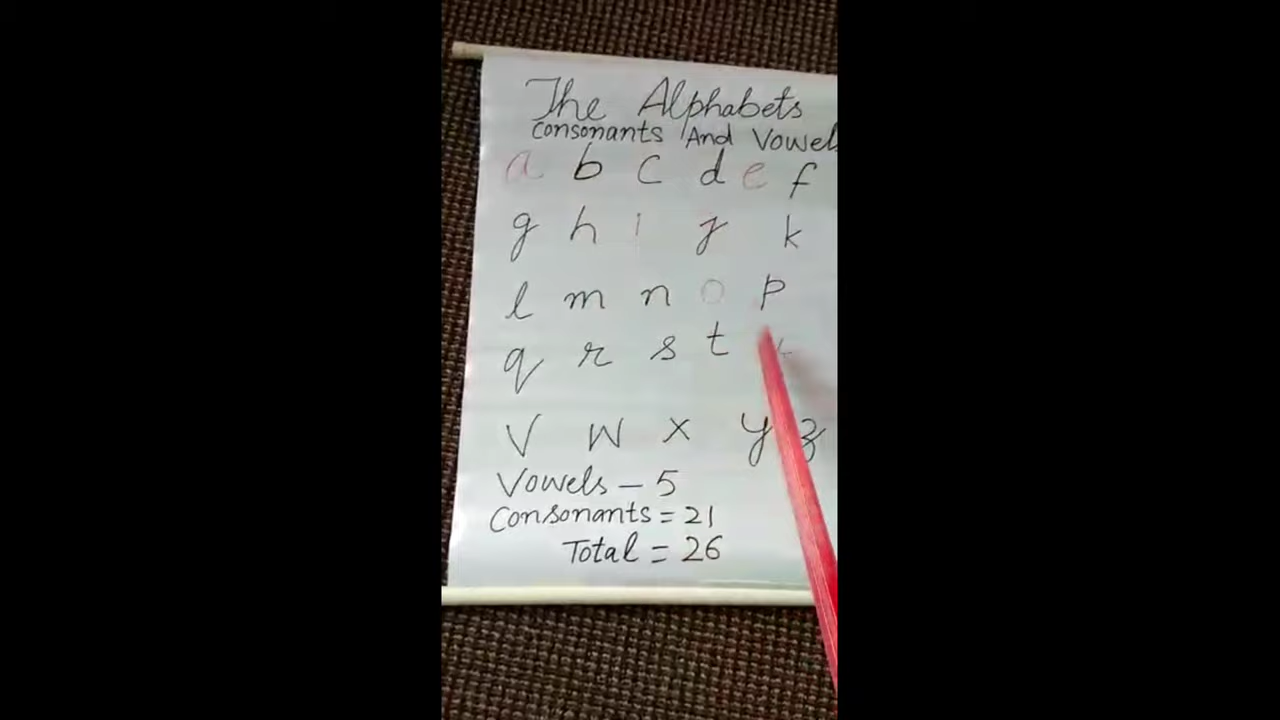 The Alphabets
Consonants And Vowel
a b c d e f
g h i j k
l m n o p
q r s t
v w x y z
Vowels - 5
Consonants = 21
Total = 26